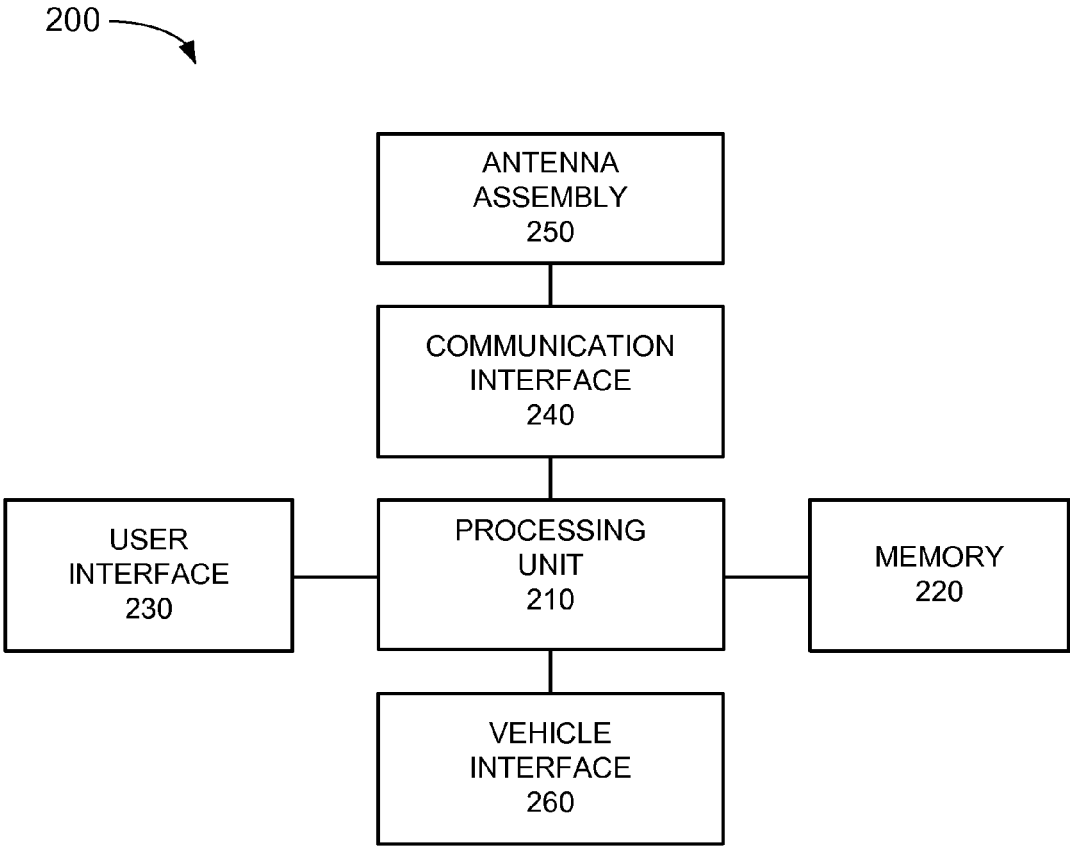 200
ANTENNA
ASSEMBLY
250
COMMUNICATION
INTERFACE
240
USER
INTERFACE
230
PROCESSING
UNIT
210
MEMORY
220
VEHICLE
INTERFACE
260